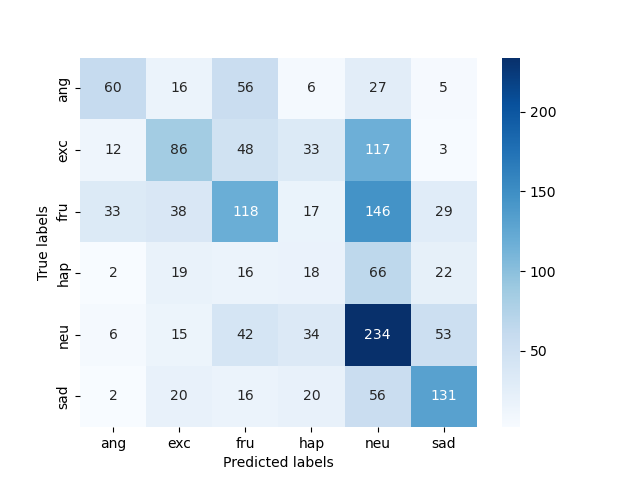 ang 60 16 56 6 27 5
exc 12 86 48 33 117 3
fru 33 38 118 17 146 29
hap 2 19 16 18 66 22
neu 6 15 42 34 234 53
sad 2 20 16 20 56 131
True labels
ang exc fru hap neu sad
Predicted labels
200
150
100
50